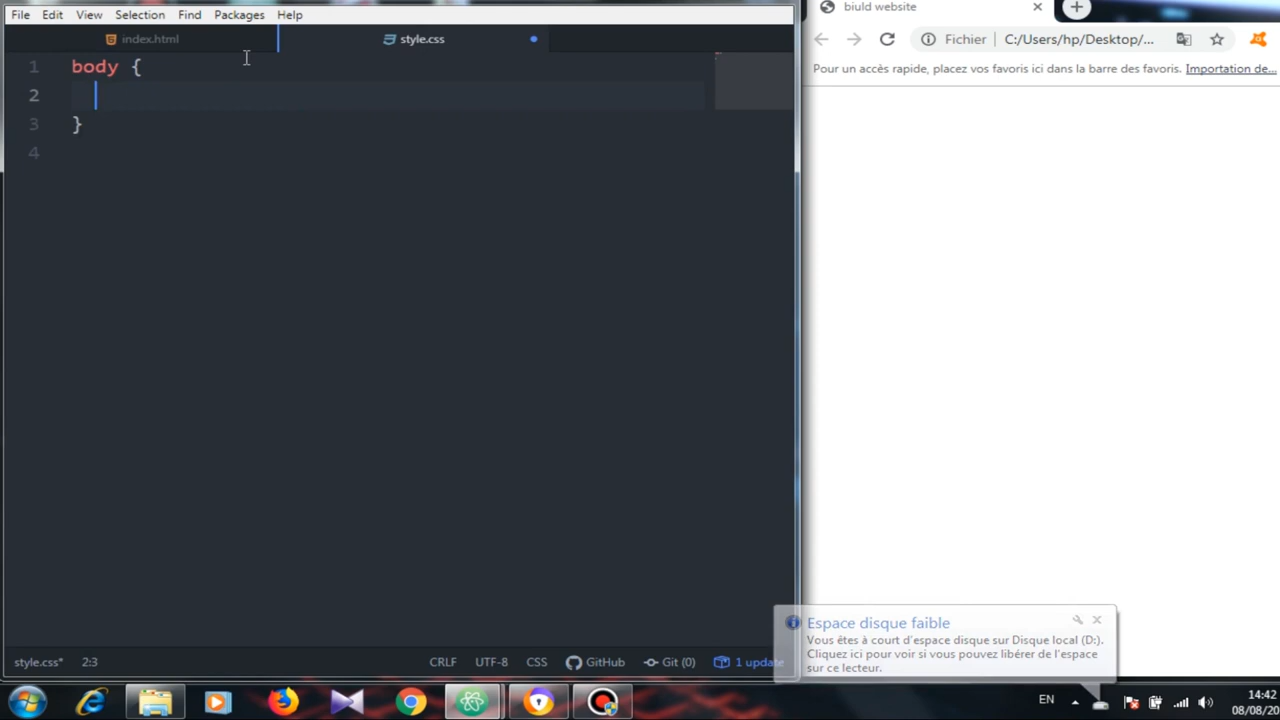 File Edit View Selection Find Packages Help
index.html
style.css
1 body {
2
3 }
4
style.css* 2:3 CRLF UTF-8 CSS GitHub Git (0) 1 update
biuld website
Fichier C:/Users/hp/Desktop/...
Pour un accès rapide, placez vos favoris ici dans la barre des favoris. Importation de...
Espace disque faible
Vous êtes à court d'espace disque sur Disque local (D:).
Cliquez ici pour voir si vous pouvez libérer de l'espace
sur ce lecteur.
EN
14:42
08/08/20